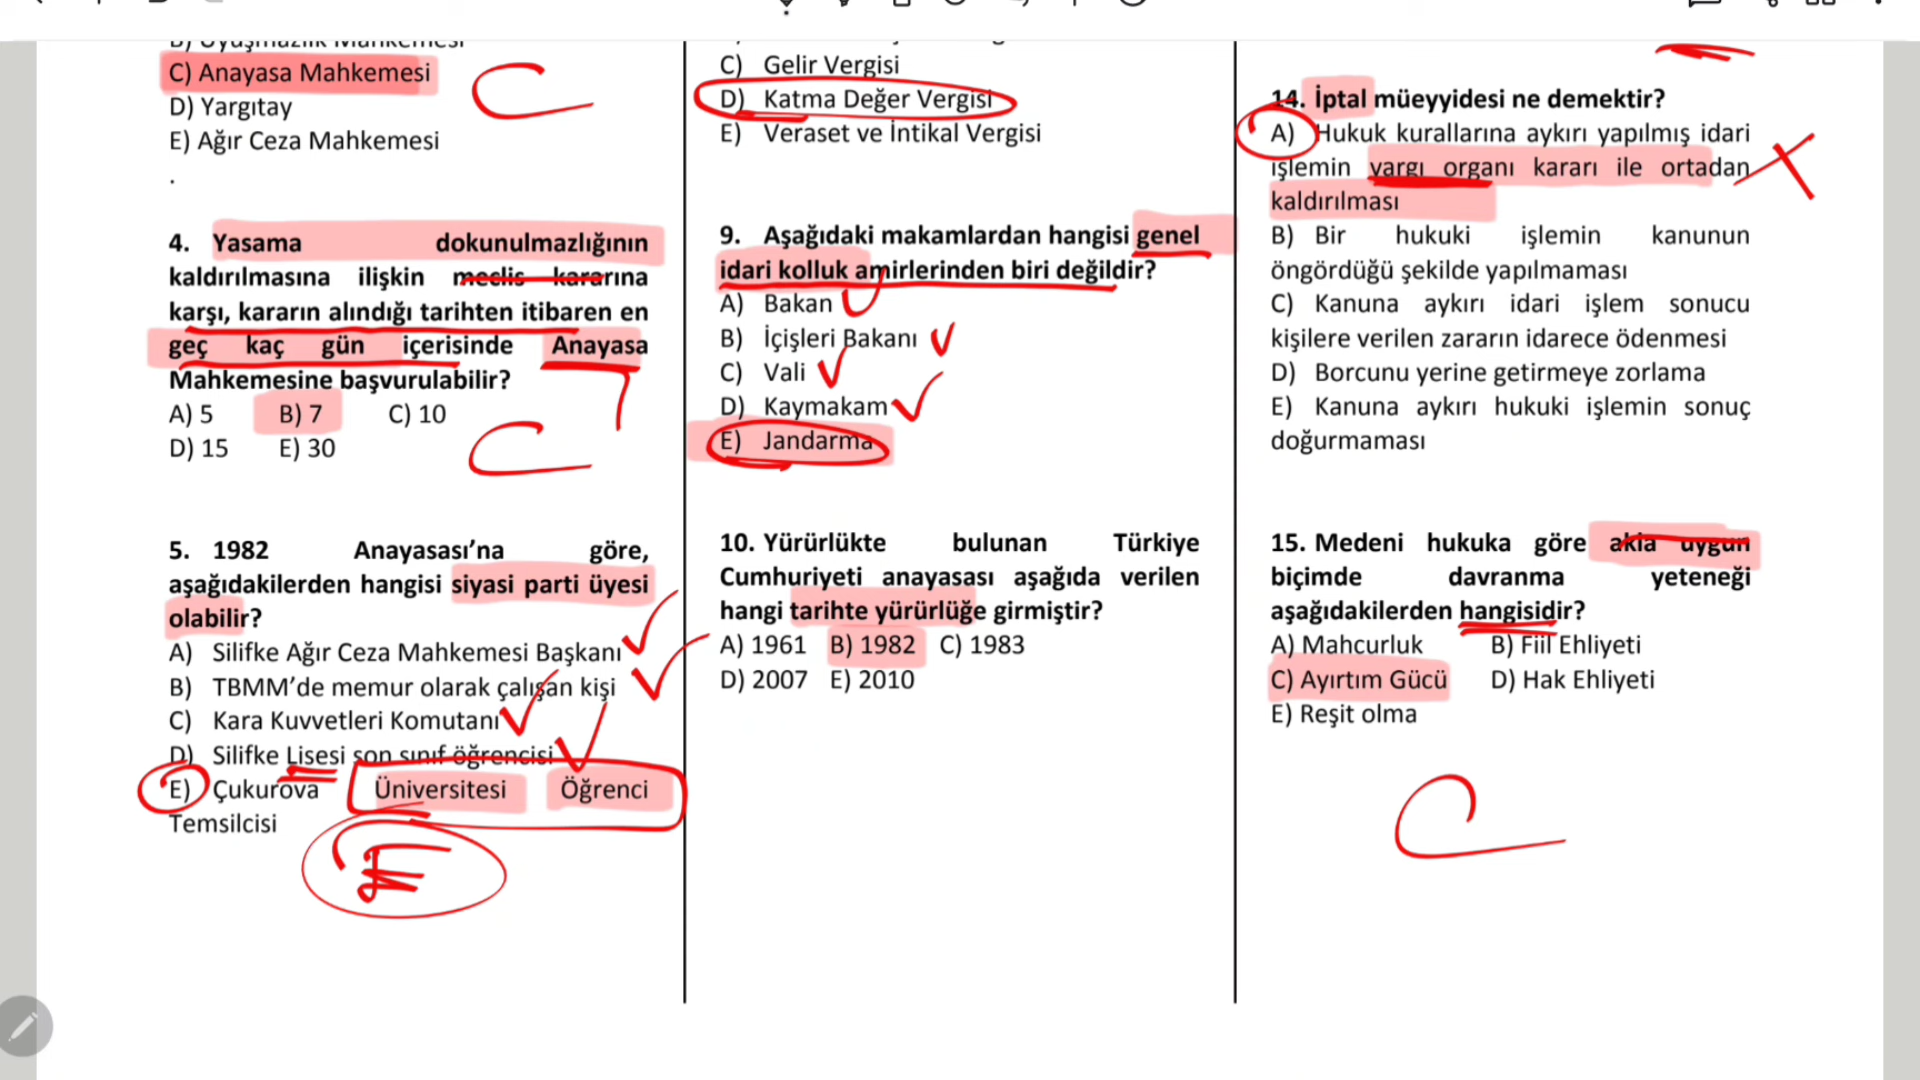 C) Anayasa Mahkemesi
D) Yargıtay
E) Ağır Ceza Mahkemesi
.
4. Yasama dokunulmazlığının
kaldırılmasına ilişkin meclis kararına
karşı, kararın alındığı tarihten itibaren en
geç kaç gün içerisinde Anayasa
Mahkemesine başvurulabilir?
A) 5 B) 7 C) 10
D) 15 E) 30
7
5. 1982 Anayasası’na göre,
aşağıdakilerden hangisi siyasi parti üyesi
olabilir?
A) Silifke Ağır Ceza Mahkemesi Başkanı
B) TBMM’de memur olarak çalışan kişi
C) Kara Kuvvetleri Komutanı
D) Silifke Lisesi son sınıf öğrencisi
E) Çukurova Üniversitesi Öğrenci
Temsilcisi
E
C) Gelir Vergisi
D) Katma Değer Vergisi
E) Veraset ve İntikal Vergisi
9. Aşağıdaki makamlardan hangisi genel
idari kolluk amirlerinden biri değildir?
A) Bakan
B) İçişleri Bakanı
C) Vali
D) Kaymakam
E) Jandarma
10. Yürürlükte bulunan Türkiye
Cumhuriyeti anayasası aşağıda verilen
hangi tarihte yürürlüğe girmiştir?
A) 1961 B) 1982 C) 1983
D) 2007 E) 2010
14. İptal müeyyidesi ne demektir?
A) Hukuk kurallarına aykırı yapılmış idari
işlemin yargı organı kararı ile ortadan
kaldırılması
B) Bir hukuki işlemin kanunun
öngördüğü şekilde yapılmaması
C) Kanuna aykırı idari işlem sonucu
kişilere verilen zararın idarece ödenmesi
D) Borcunu yerine getirmeye zorlama
E) Kanuna aykırı hukuki işlemin sonuç
doğurmaması
15. Medeni hukuka göre akla uygun
biçimde davranma yeteneği
aşağıdakilerden hangisidir?
A) Mahcurluk B) Fiil Ehliyeti
C) Ayırtım Gücü D) Hak Ehliyeti
E) Reşit olma